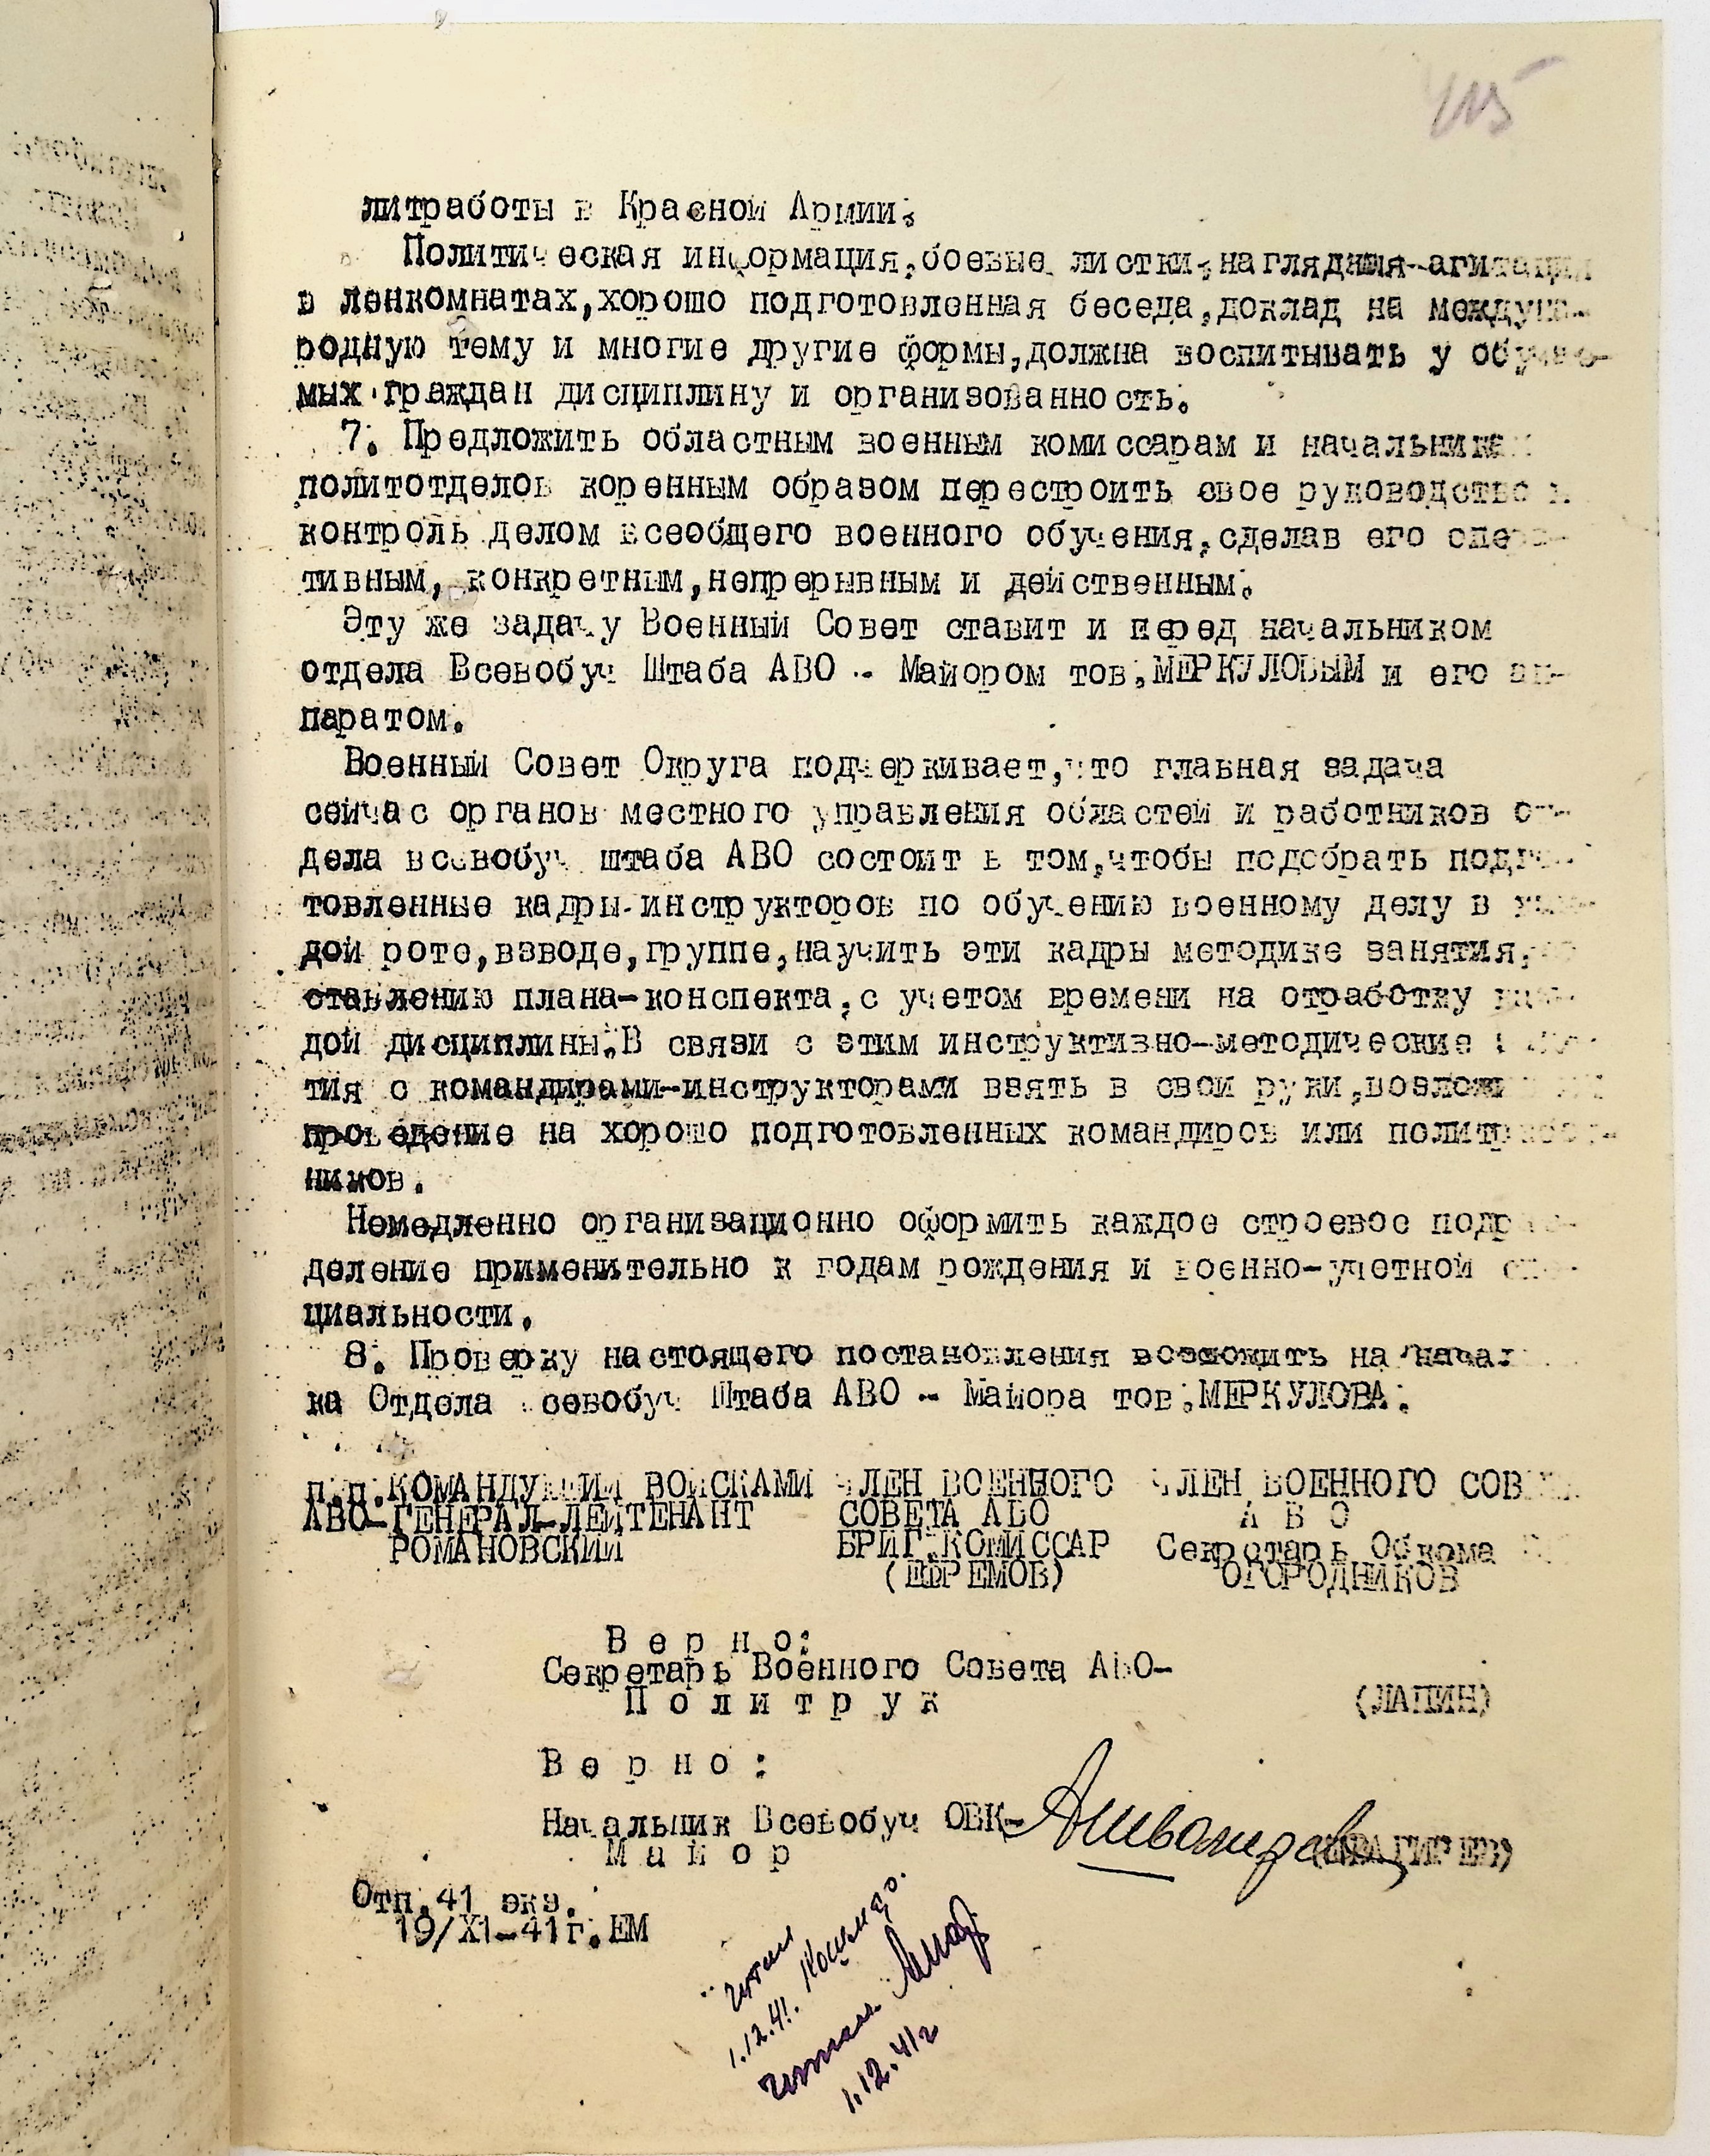 литработы в Красной Армии.
Политическая информация, боевые листки, наглядная агитация
в ленкомнатах, хорошо подготовленная беседа, доклад на междуна-
родную тему и многие другие формы, должна воспитывать у обучае-
мых граждан дисциплину и организованность.
7. Предложить областным военным комиссарам и начальникам
политотделов коренным образом перестроить свое руководство и
контроль делом всеобщего военного обучения, сделав его опера-
тивным, конкретным, непрерывным и действенным.
Эту же задачу Военный Совет ставит и перед начальником
отдела Всевобуч Штаба АВО - Майором тов. МЕРКУЛОВЫМ и его ап-
паратом.
Военный Совет Округа подчеркивает, что главная задача
сейчас органов местного управления областей и работников от-
дела всевобуч штаба АВО состоит в том, чтобы подобрать подго-
товленные кадры инструкторов по обучению военному делу в
дой роте, взводе, группе, научить эти кадры методике занятия,
ставлению плана-конспекта, с учетом времени на отработку
дой дисциплины. В связи с этим инструктивно-методические
тия с командирами-инструкторами взять в свои руки, возложи
проведение на хорошо подготовленных командиров или политработ-
ников.
Немедленно организационно оформить каждое строевое подраз-
деление применительно к годам рождения и военно-учетной спе-
циальности.
8. Проверку настоящего постановления возложить на начальни-
ка Отдела Всевобуч Штаба АВО - Майора тов. МЕРКУЛОВА.
п.п. КОМАНДУЮЩИЙ ВОЙСКАМИ ЧЛЕН ВОЕННОГО ЧЛЕН ВОЕННОГО СОВЕТА
АВО-ГЕНЕРАЛ-ЛЕЙТЕНАНТ СОВЕТА АВО А В О
РОМАНОВСКИЙ БРИГ.КОМИССАР Секретарь Обкома
(ЕФРЕМОВ) ОГОРОДНИКОВ
В е р н о:
Секретарь Военного Совета АВО-
П о л и т р у к (ЛАПИН)
В е р н о :
Начальник Всевобуч ОВК-
М а й о р
Отп. 41 экз.
19/XI-41г. ЕМ
читал
1.12.41.
читал
1.12.41г